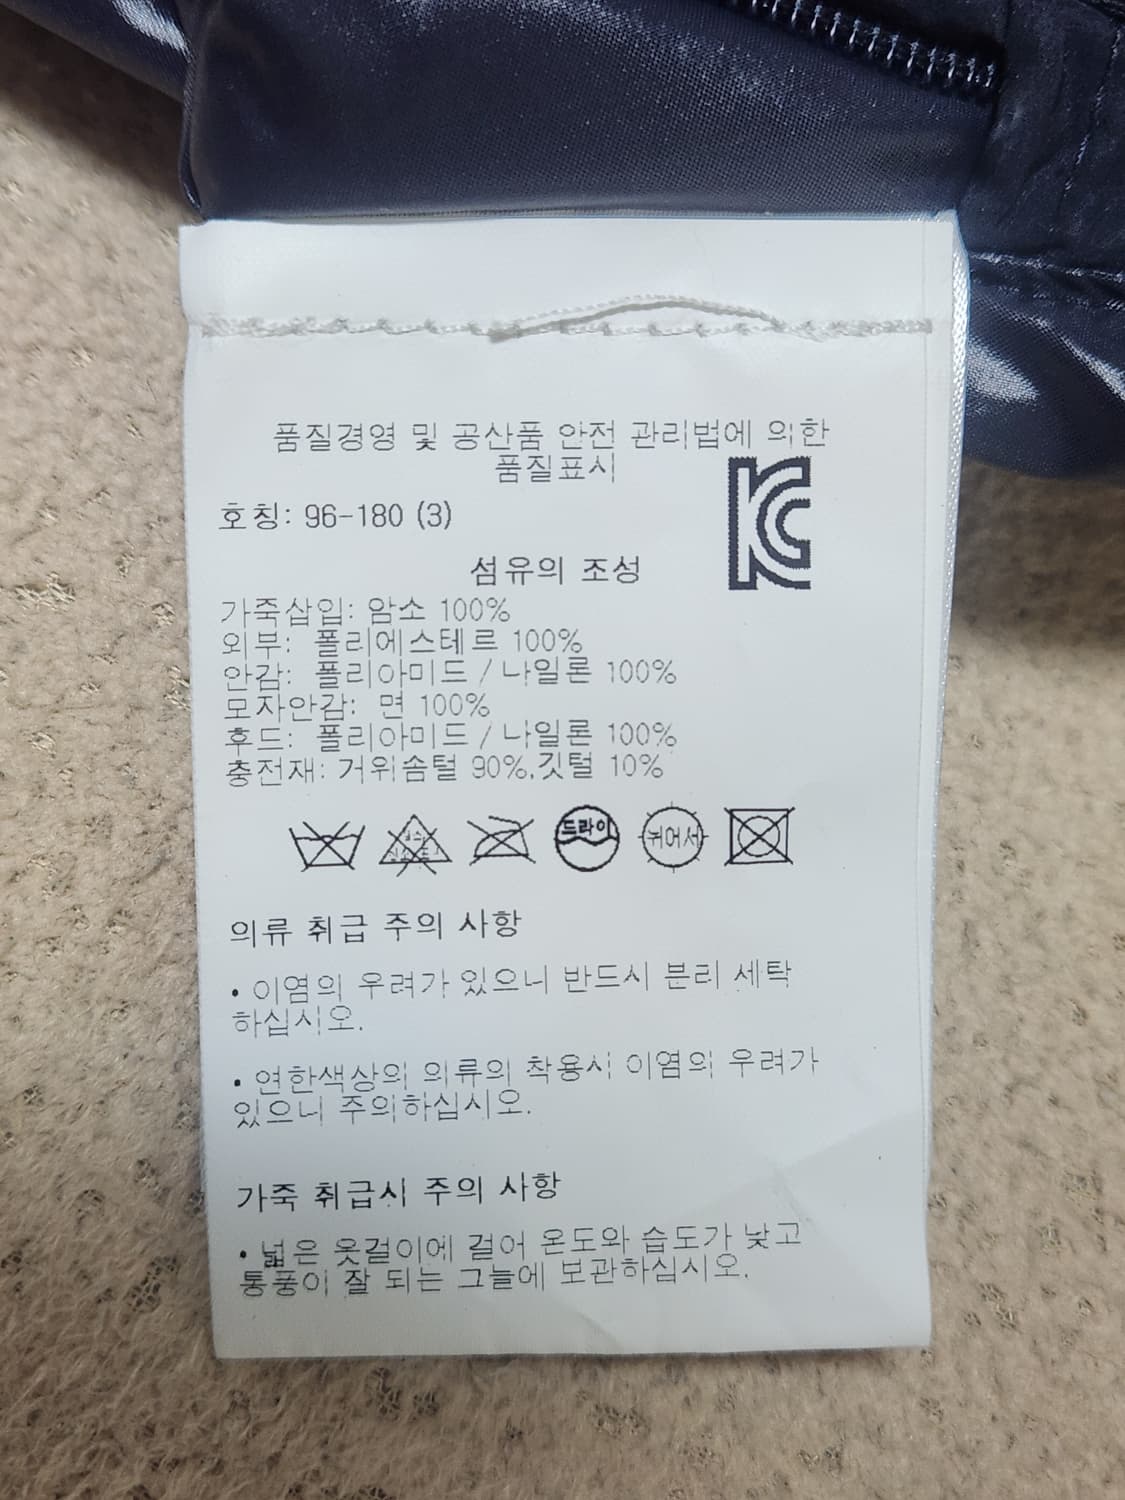 품질경영 및 공산품 안전 관리법에 의한
품질표시
호칭: 96-180 (3)
섬유의 조성
가죽삽입: 암소 100%
외부: 폴리에스테르 100%
안감: 폴리아미드 / 나일론 100%
모자안감: 면 100%
후드: 폴리아미드 / 나일론 100%
충전재: 거위솜털 90%,깃털 10%
드라이
뉘어서
의류 취급 주의 사항
• 이염의 우려가 있으니 반드시 분리 세탁
하십시오.
• 연한색상의 의류의 착용시 이염의 우려가
있으니 주의하십시오.
가죽 취급시 주의 사항
• 넓은 옷걸이에 걸어 온도와 습도가 낮고
통풍이 잘 되는 그늘에 보관하십시오.